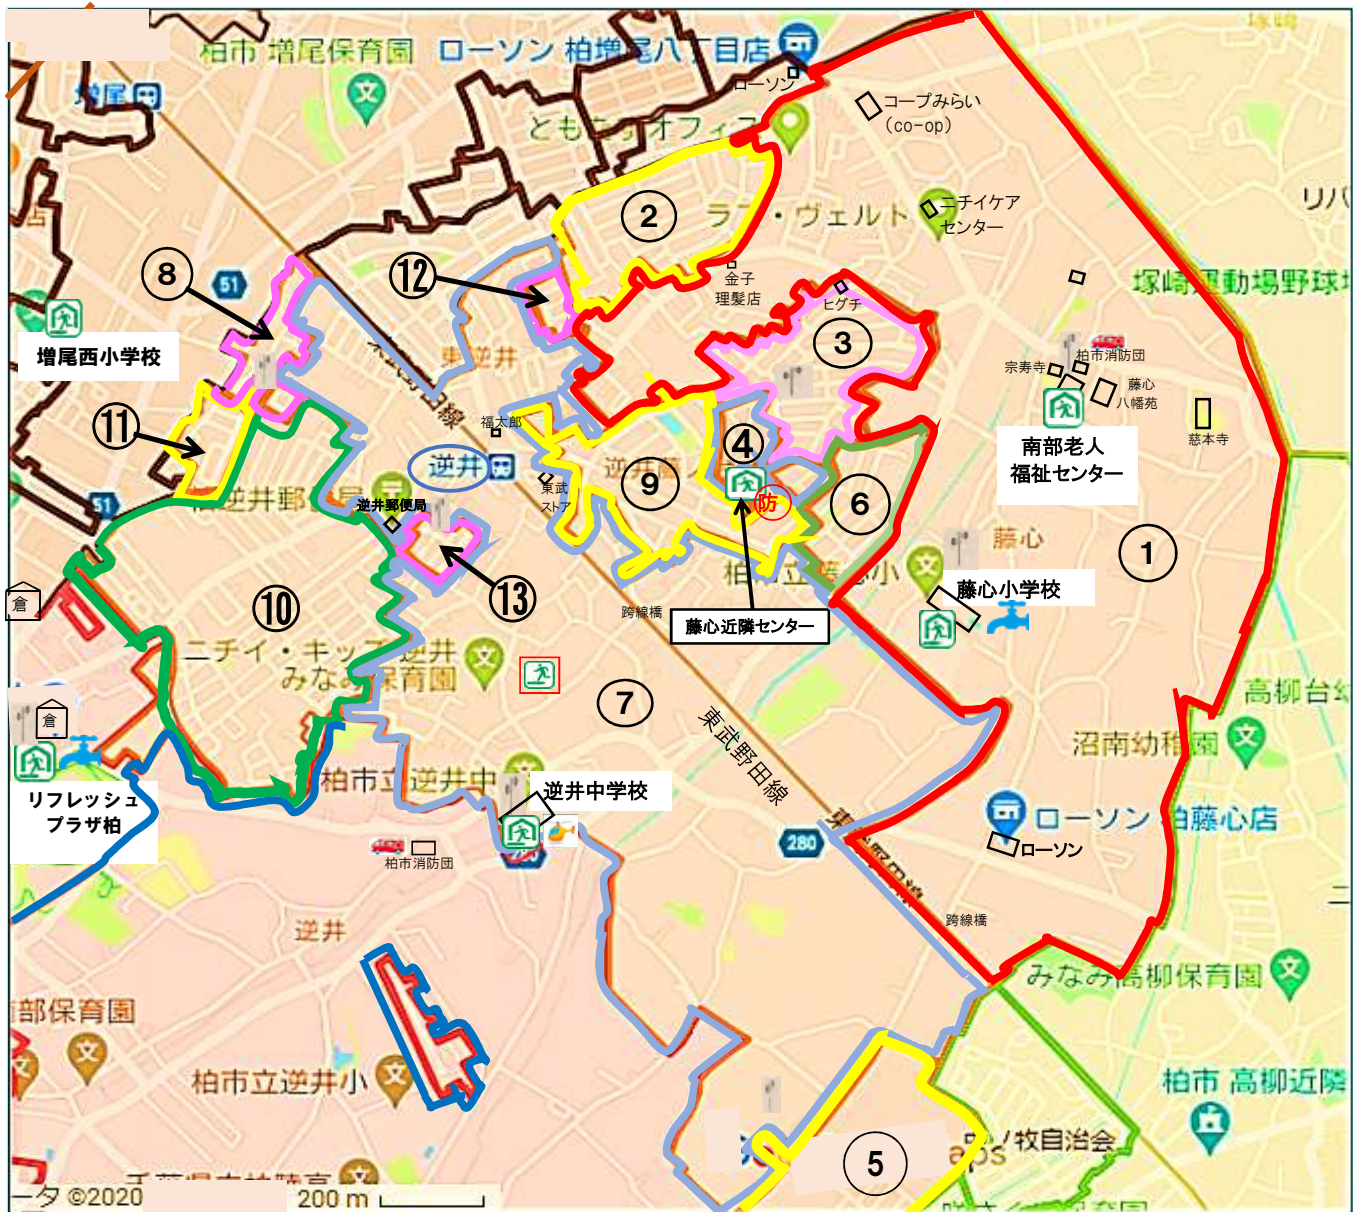 柏市 増尾保育園
ローソン 柏増尾八丁目店
増尾
ローソン
コープみらい
(co-op)
リバ
②
ニチイケア
センター
⑫
⑧
51
金子
理髪店
塚崎運動場野球場
ヒグチ
③
増尾西小学校
東逆井
柏市消防団
宗寿寺
藤心
八幡苑
慈本寺
⑪
福太郎
④
南部老人
福祉センター
逆井
⑨
東武
ストア
防
⑥
51
逆井郵便局
藤心
①
⑬
倉
⑩
跨線橋
藤心近隣センター
藤心小学校
ニチイ・キッズ 逆井
みなみ保育園
⑦
東武野田線
高柳台幼
倉
沼南幼稚園
柏市立逆井中
逆井中学校
リフレッシュ
プラザ柏
280
ローソン 柏藤心店
ローソン
柏市消防団
跨線橋
逆井
みなみ高柳保育園
南部保育園
柏市立逆井小
柏市 高柳近隣
⑤
ータ ©2020
200 m